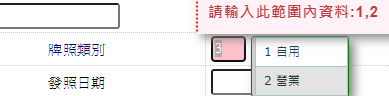 請輸入此範圍內資料:1,2
牌照類別 3 1 自用
發照日期 2 營業